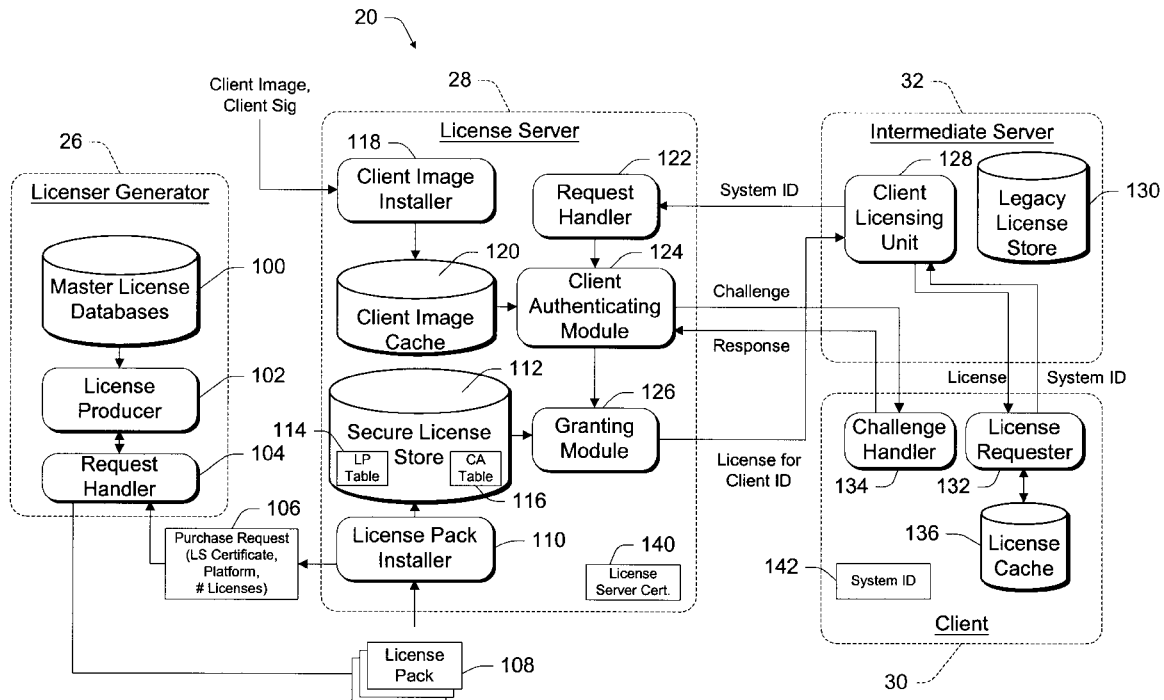 20
Client Image,
Client Sig
28
32
26
License Server
118
Client Image
Installer
122
Request
Handler
System ID
Intermediate Server
128
Client
Licensing
Unit
Legacy
License
Store
130
Licenser Generator
Master License
Databases
100
120
Client Image
Cache
124
Client
Authenticating
Module
Challenge
Response
License
System ID
102
License
Producer
112
Secure License
Store
114
LP
Table
CA
Table
116
126
Granting
Module
License for
Client ID
Challenge
Handler
134
License
Requester
132
104
Request
Handler
106
Purchase Request
(LS Certificate,
Platform,
# Licenses)
License Pack
Installer
110
140
License
Server Cert.
136
License
Cache
142
System ID
Client
30
License
Pack
108